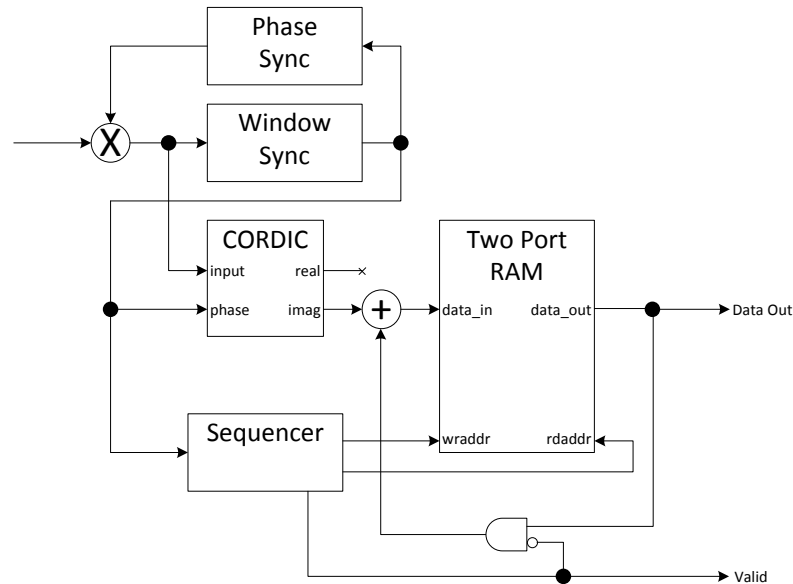 Phase
Sync
X
Window
Sync
CORDIC
input
real
phase
imag
+
Two Port
RAM
data_in
data_out
Data Out
wraddr
rdaddr
Sequencer
Valid